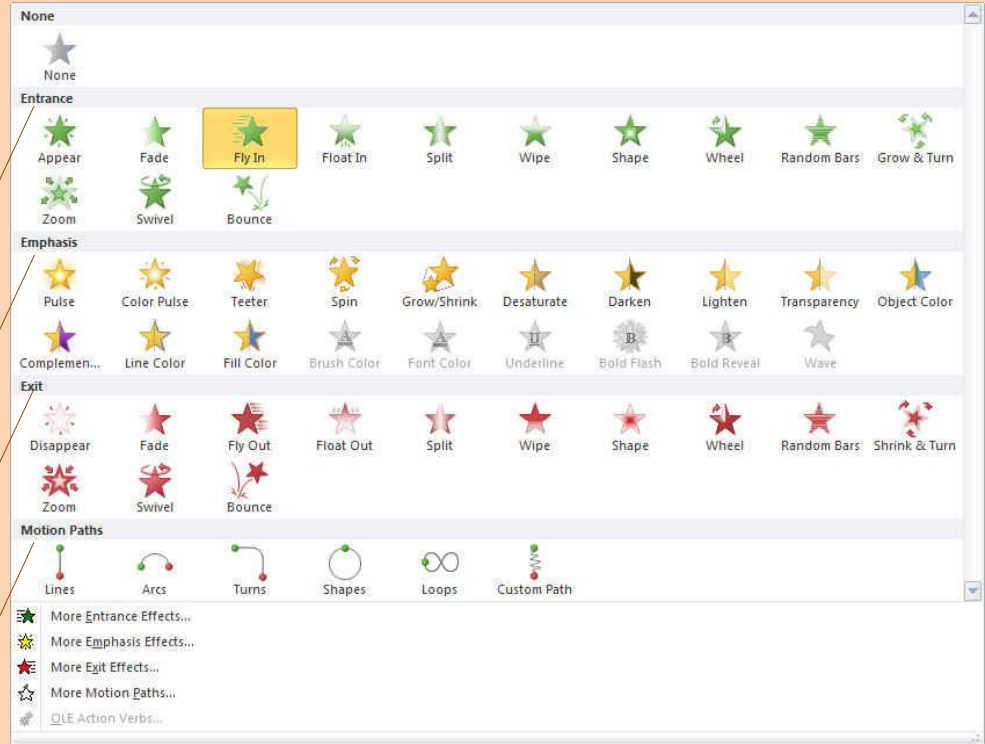 None
None
Entrance
Appear Fade Fly In Float In Split Wipe Shape Wheel Random Bars Grow & Turn
Zoom Swivel Bounce
Emphasis
Pulse Color Pulse Teeter Spin Grow/Shrink Desaturate Darken Lighten Transparency Object Color
Complemen... Line Color Fill Color Brush Color Font Color Underline Bold Flash Bold Reveal Wave
Exit
Disappear Fade Fly Out Float Out Split Wipe Shape Wheel Random Bars Shrink & Turn
Zoom Swivel Bounce
Motion Paths
Lines Arcs Turns Shapes Loops Custom Path
More Entrance Effects...
More Emphasis Effects...
More Exit Effects...
More Motion Paths...
OLE Action Verbs...